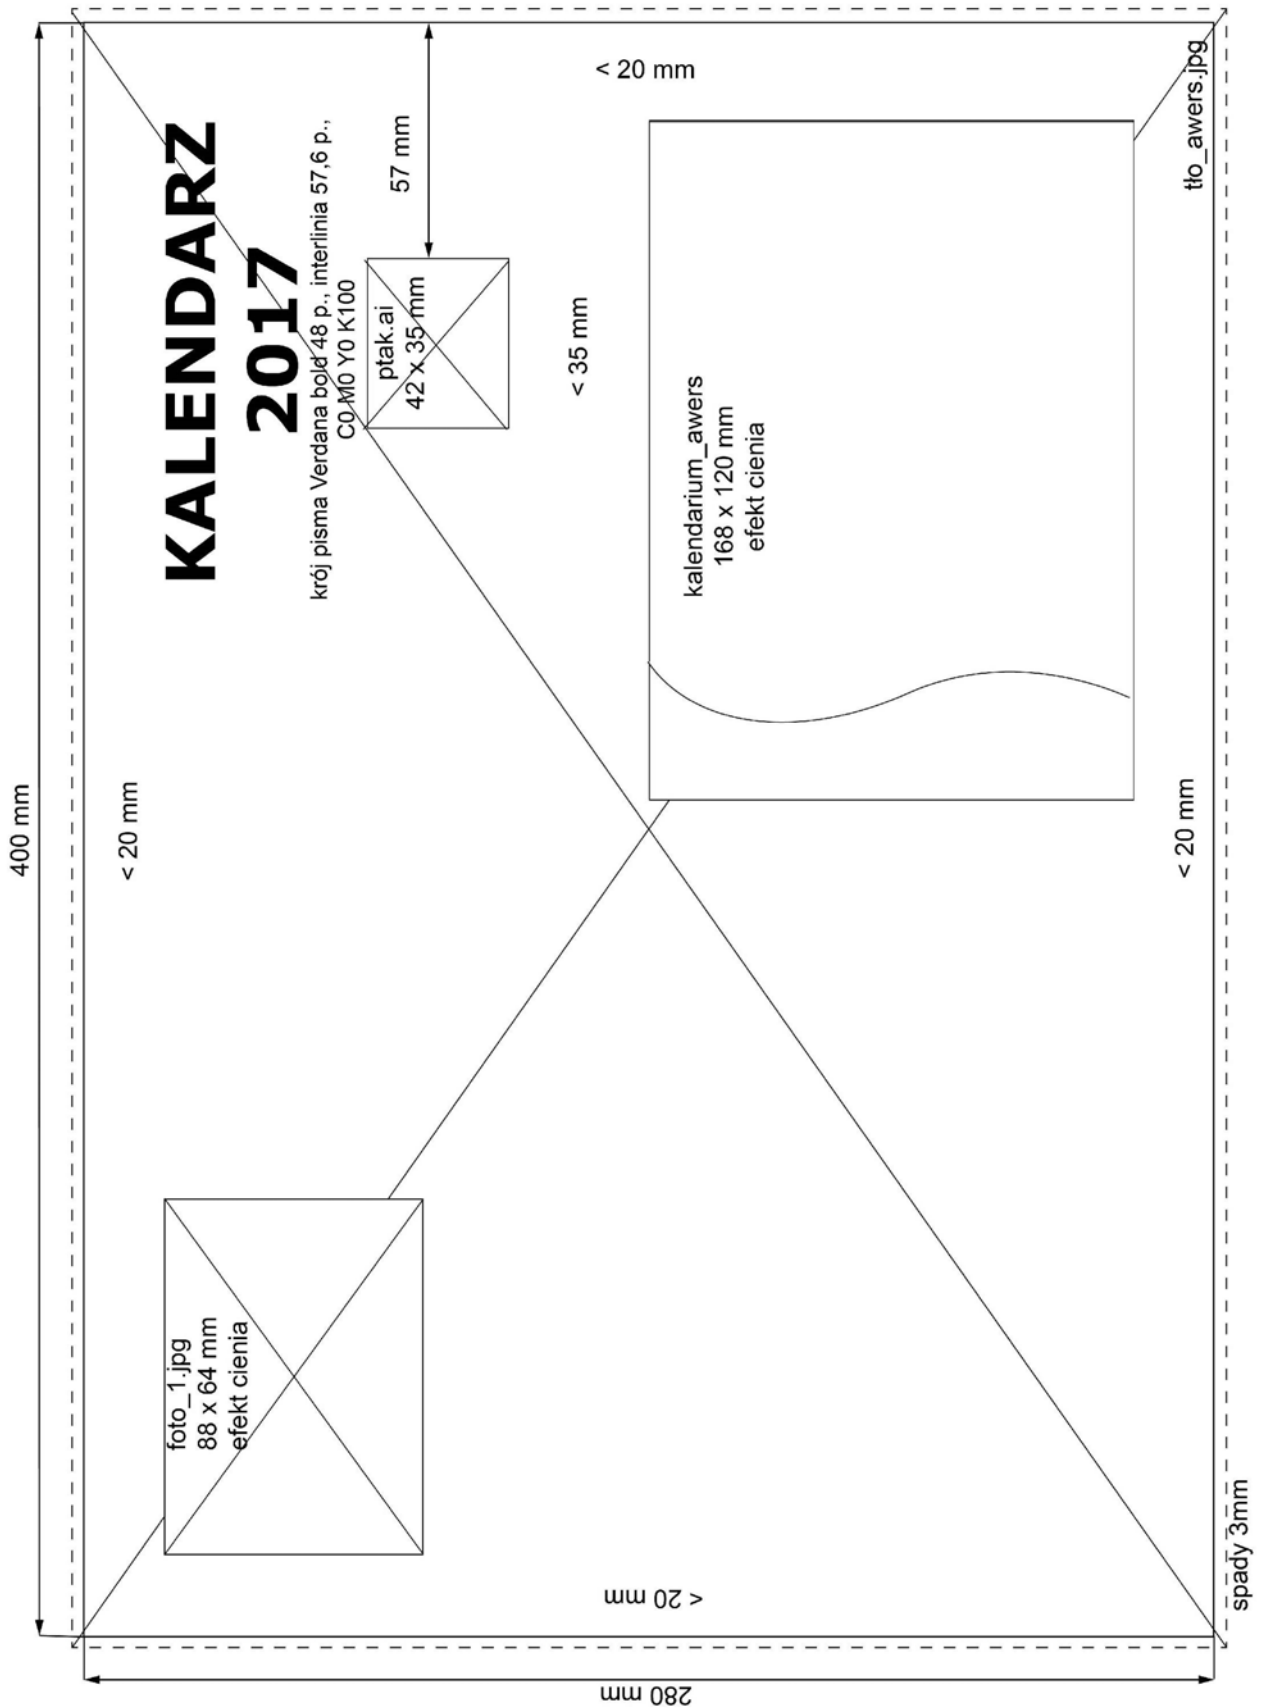 400 mm
< 20 mm
KALENDARZ
2017
krój pisma Verdana bold 48 p., interlinia 57,6 p.,
C0 M0 Y0 K100
57 mm
ptak.ai
42 x 35 mm
< 35 mm
< 20 mm
foto_1.jpg
88 x 64 mm
efekt cienia
kalendarium_awers
168 x 120 mm
efekt cienia
< 20 mm
< 20 mm
tło_awers.jpg
spady 3mm
280 mm